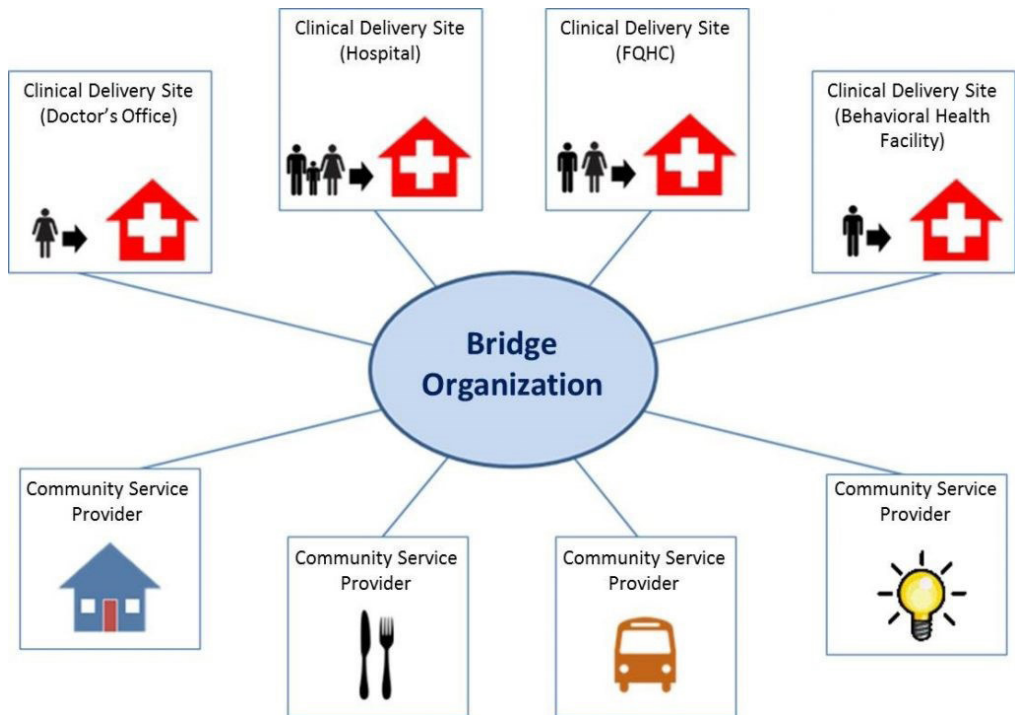 Clinical Delivery Site
(Doctor's Office)
Clinical Delivery Site
(Hospital)
Clinical Delivery Site
(FQHC)
Clinical Delivery Site
(Behavioral Health
Facility)
Bridge
Organization
Community Service
Provider
Community Service
Provider
Community Service
Provider
Community Service
Provider